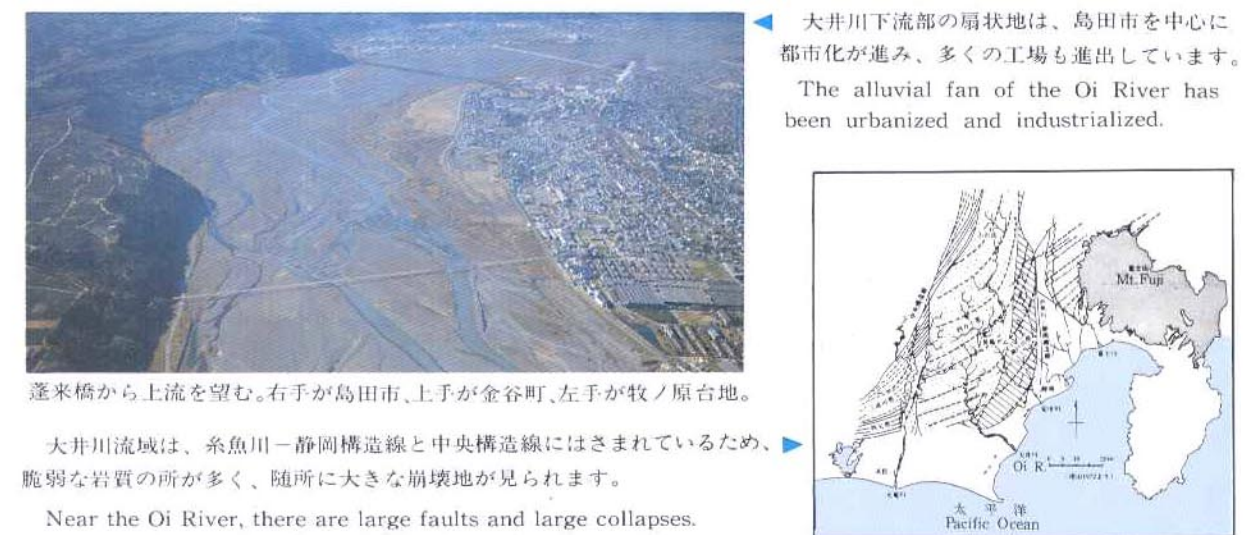 大井川下流部の扇状地は、島田市を中心に
都市化が進み、多くの工場も進出しています。
The alluvial fan of the Oi River has
been urbanized and industrialized.
蓬来橋から上流を望む。右手が島田市、上手が金谷町、左手が牧ノ原台地。
大井川流域は、糸魚川－静岡構造線と中央構造線にはさまれているため、
脆弱な岩質の所が多く、随所に大きな崩壊地が見られます。
Near the Oi River, there are large faults and large collapses.
富士山
Mt. Fuji
大井川
Oi R.
太平洋
Pacific Ocean